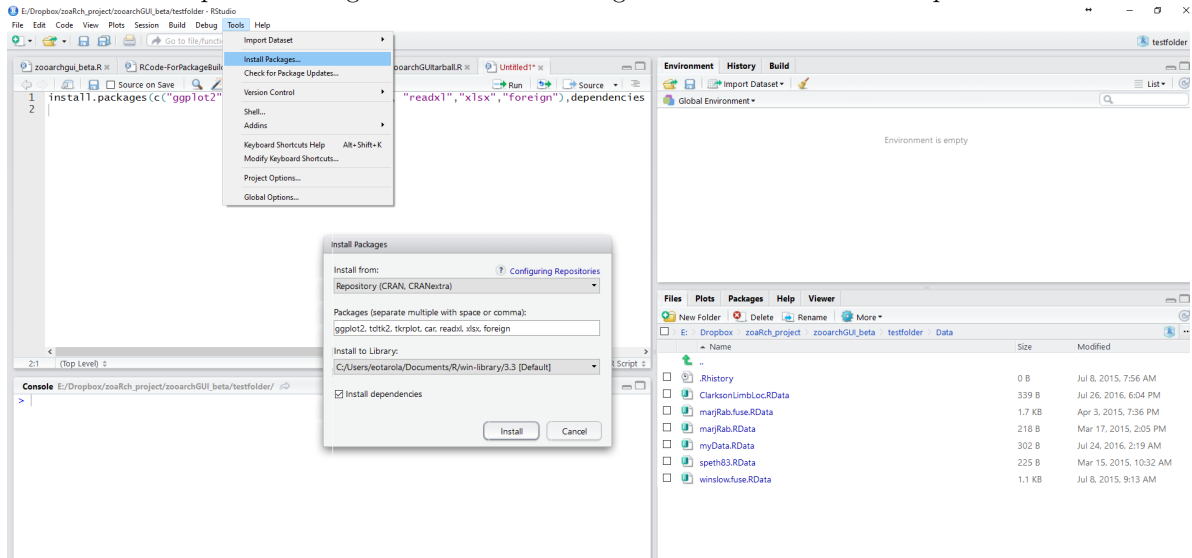 E:/Dropbox/zoaRch_project/zooarchGUI_beta/testfolder - RStudio
File Edit Code View Plots Session Build Debug Tools Help
Go to file/functi
testfolder
Import Dataset
Install Packages...
Check for Package Updates...
Version Control
Shell...
Addins
Keyboard Shortcuts Help Alt+Shift+K
Modify Keyboard Shortcuts...
Project Options...
Global Options...
zooarchgui_beta.R
RCode-ForPackageBuil
ooarchGUItarball.R
Untitled1*
Source on Save
Run
Source
1 install.packages(c("ggplot2"
, "readxl","xlsx","foreign"),dependencies
2
2:1 (Top Level)
R Script
Console E:/Dropbox/zoaRch_project/zooarchGUI_beta/testfolder/
>
Install Packages
Install from:
? Configuring Repositories
Repository (CRAN, CRANextra)
Packages (separate multiple with space or comma):
ggplot2, tdtk2, tkrplot, car, readxl, xlsx, foreign
Install to Library:
C:/Users/eotarola/Documents/R/win-library/3.3 [Default]
Install dependencies
Install Cancel
Environment History Build
Import Dataset
List
Global Environment
Environment is empty
Files Plots Packages Help Viewer
New Folder Delete Rename More
E: Dropbox zoaRch_project zooarchGUI_beta testfolder Data
Name Size Modified
..
.Rhistory 0 B Jul 8, 2015, 7:56 AM
ClarksonLimbLoc.RData 339 B Jul 26, 2016, 6:04 PM
marjRab.fuse.RData 1.7 KB Apr 3, 2015, 7:36 PM
marjRab.RData 218 B Mar 17, 2015, 2:05 PM
myData.RData 302 B Jul 24, 2016, 2:19 AM
speth83.RData 225 B Mar 15, 2015, 10:32 AM
winslow.fuse.RData 1.1 KB Jul 8, 2015, 9:13 AM